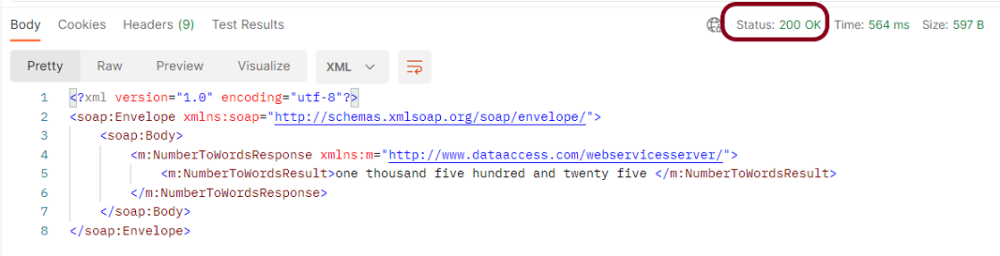 Body Cookies Headers (9) Test Results Status: 200 OK Time: 564 ms Size: 597 B
Pretty Raw Preview Visualize XML
1 <?xml version="1.0" encoding="utf-8"?>
2 <soap:Envelope xmlns:soap="http://schemas.xmlsoap.org/soap/envelope/">
3 <soap:Body>
4 <m:NumberToWordsResponse xmlns:m="http://www.dataaccess.com/webservicesserver/">
5 <m:NumberToWordsResult>one thousand five hundred and twenty five </m:NumberToWordsResult>
6 </m:NumberToWordsResponse>
7 </soap:Body>
8 </soap:Envelope>